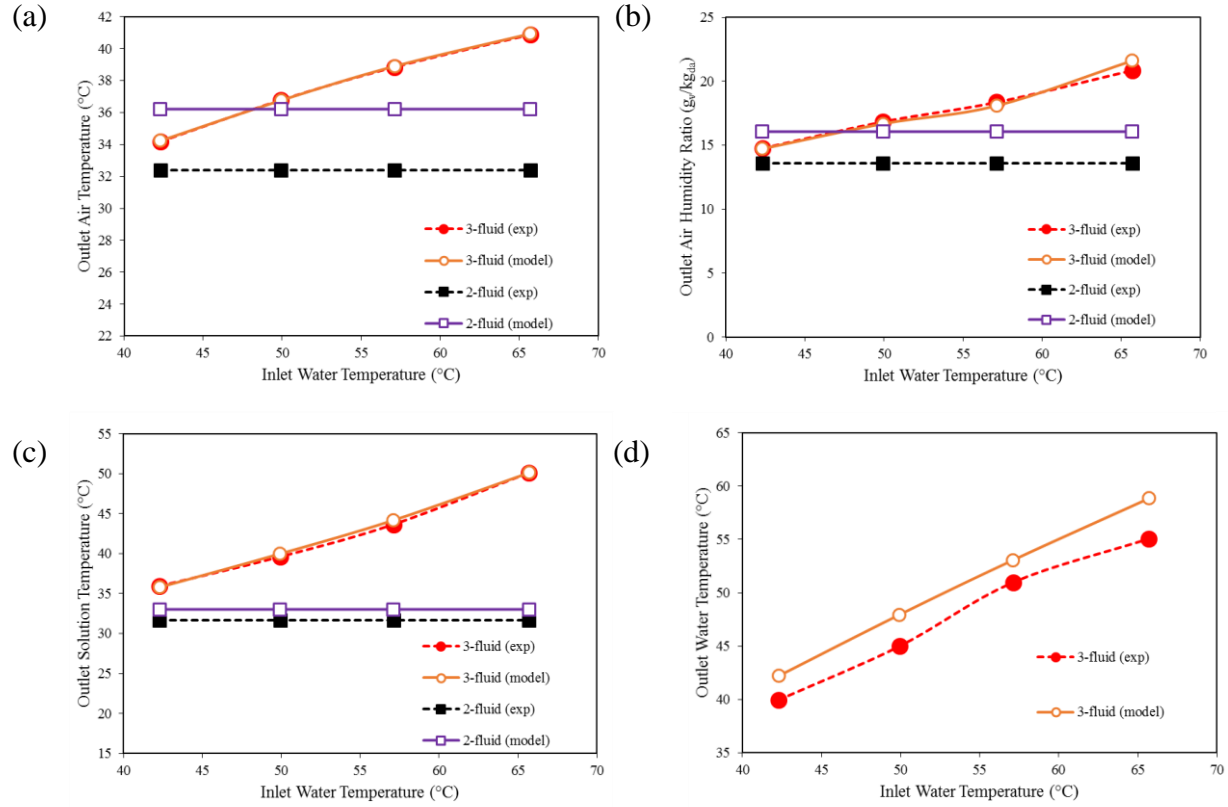 (a)
42
40
38
36
34
32
30
28
26
24
22
Outlet Air Temperature (°C)
3-fluid (exp)
3-fluid (model)
2-fluid (exp)
2-fluid (model)
40 45 50 55 60 65 70
Inlet Water Temperature (°C)
(b)
25
20
15
10
5
0
Outlet Air Humidity Ratio (gv/kgda)
3-fluid (exp)
3-fluid (model)
2-fluid (exp)
2-fluid (model)
40 45 50 55 60 65 70
Inlet Water Temperature (°C)
(c)
55
50
45
40
35
30
25
20
15
Outlet Solution Temperature (°C)
3-fluid (exp)
3-fluid (model)
2-fluid (exp)
2-fluid (model)
40 45 50 55 60 65 70
Inlet Water Temperature (°C)
(d)
65
60
55
50
45
40
35
Outlet Water Temperature (°C)
3-fluid (exp)
3-fluid (model)
40 45 50 55 60 65 70
Inlet Water Temperature (°C)